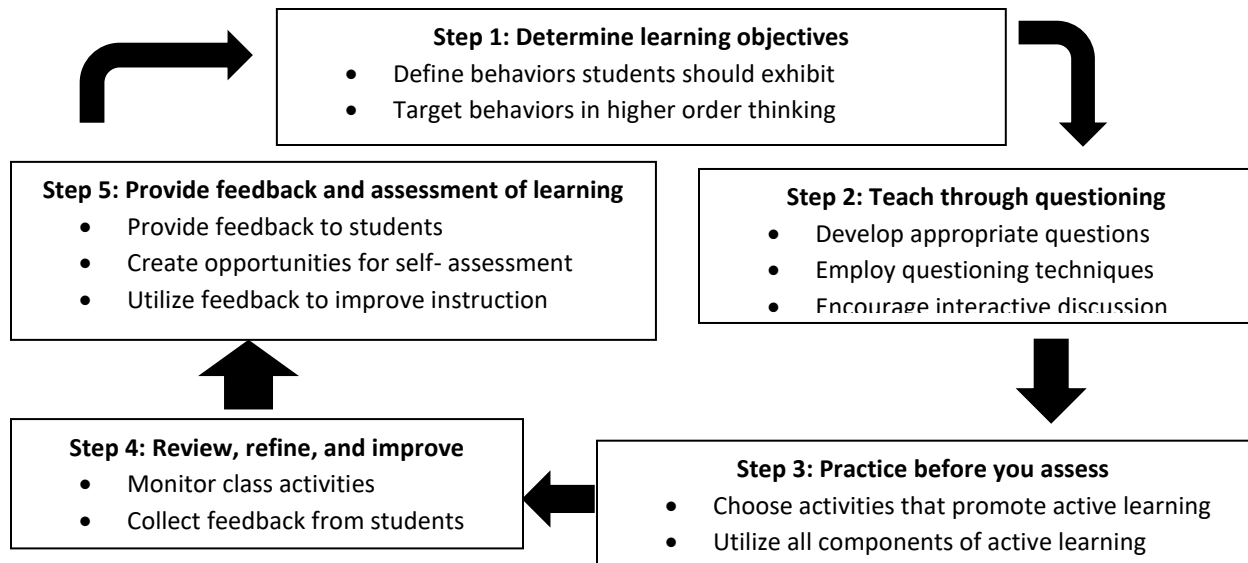 Step 1: Determine learning objectives
• Define behaviors students should exhibit
• Target behaviors in higher order thinking
Step 2: Teach through questioning
• Develop appropriate questions
• Employ questioning techniques
• Encourage interactive discussion
Step 3: Practice before you assess
• Choose activities that promote active learning
• Utilize all components of active learning
Step 4: Review, refine, and improve
• Monitor class activities
• Collect feedback from students
Step 5: Provide feedback and assessment of learning
• Provide feedback to students
• Create opportunities for self- assessment
• Utilize feedback to improve instruction